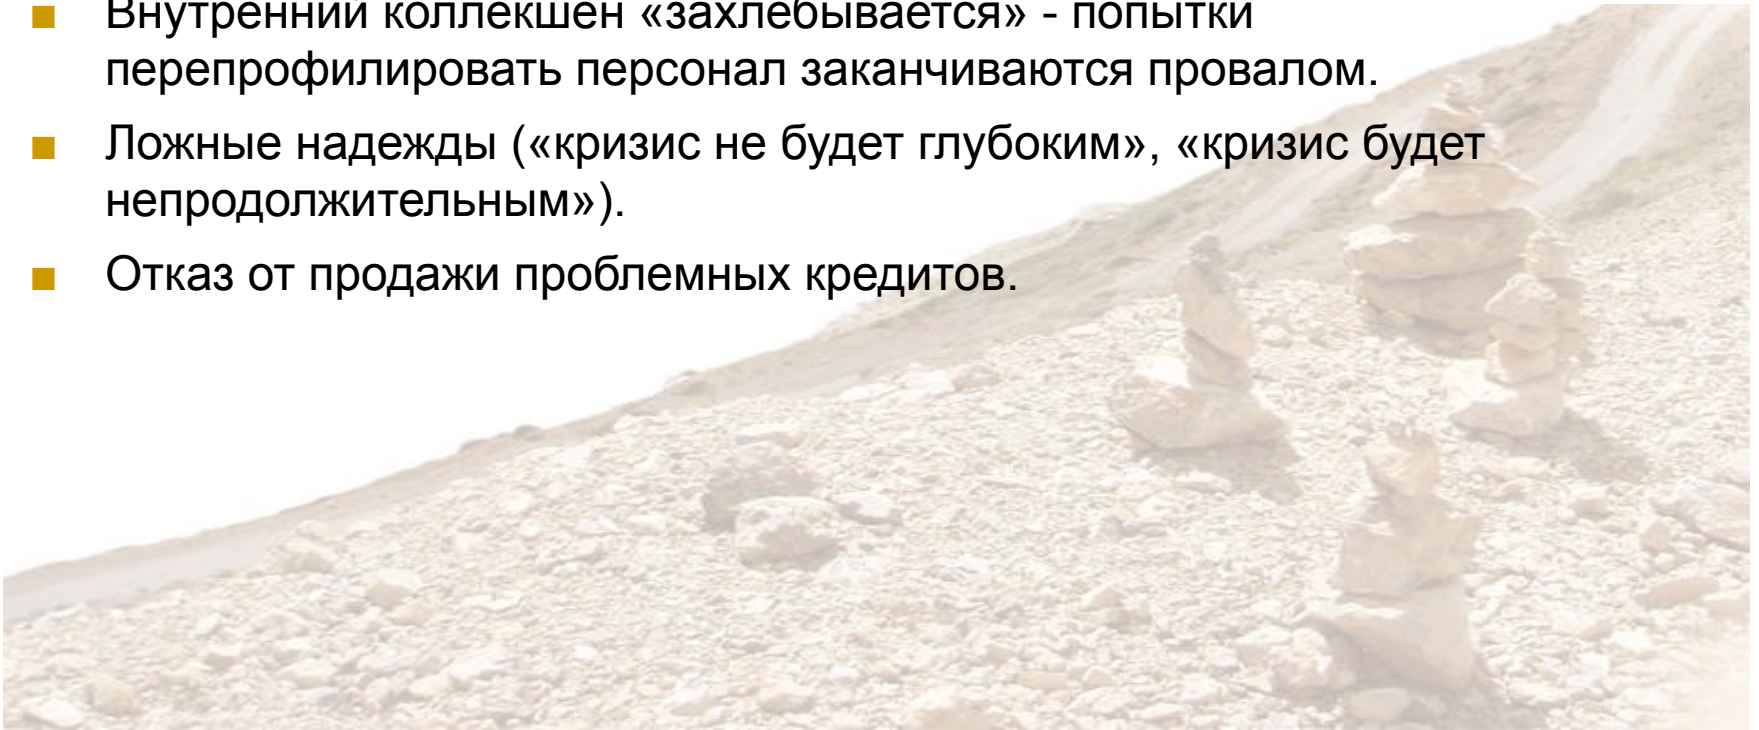 ■ Внутренний коллекшен «захлебывается» - попытки
перепрофилировать персонал заканчиваются провалом.
■ Ложные надежды («кризис не будет глубоким», «кризис будет
непродолжительным»).
■ Отказ от продажи проблемных кредитов.